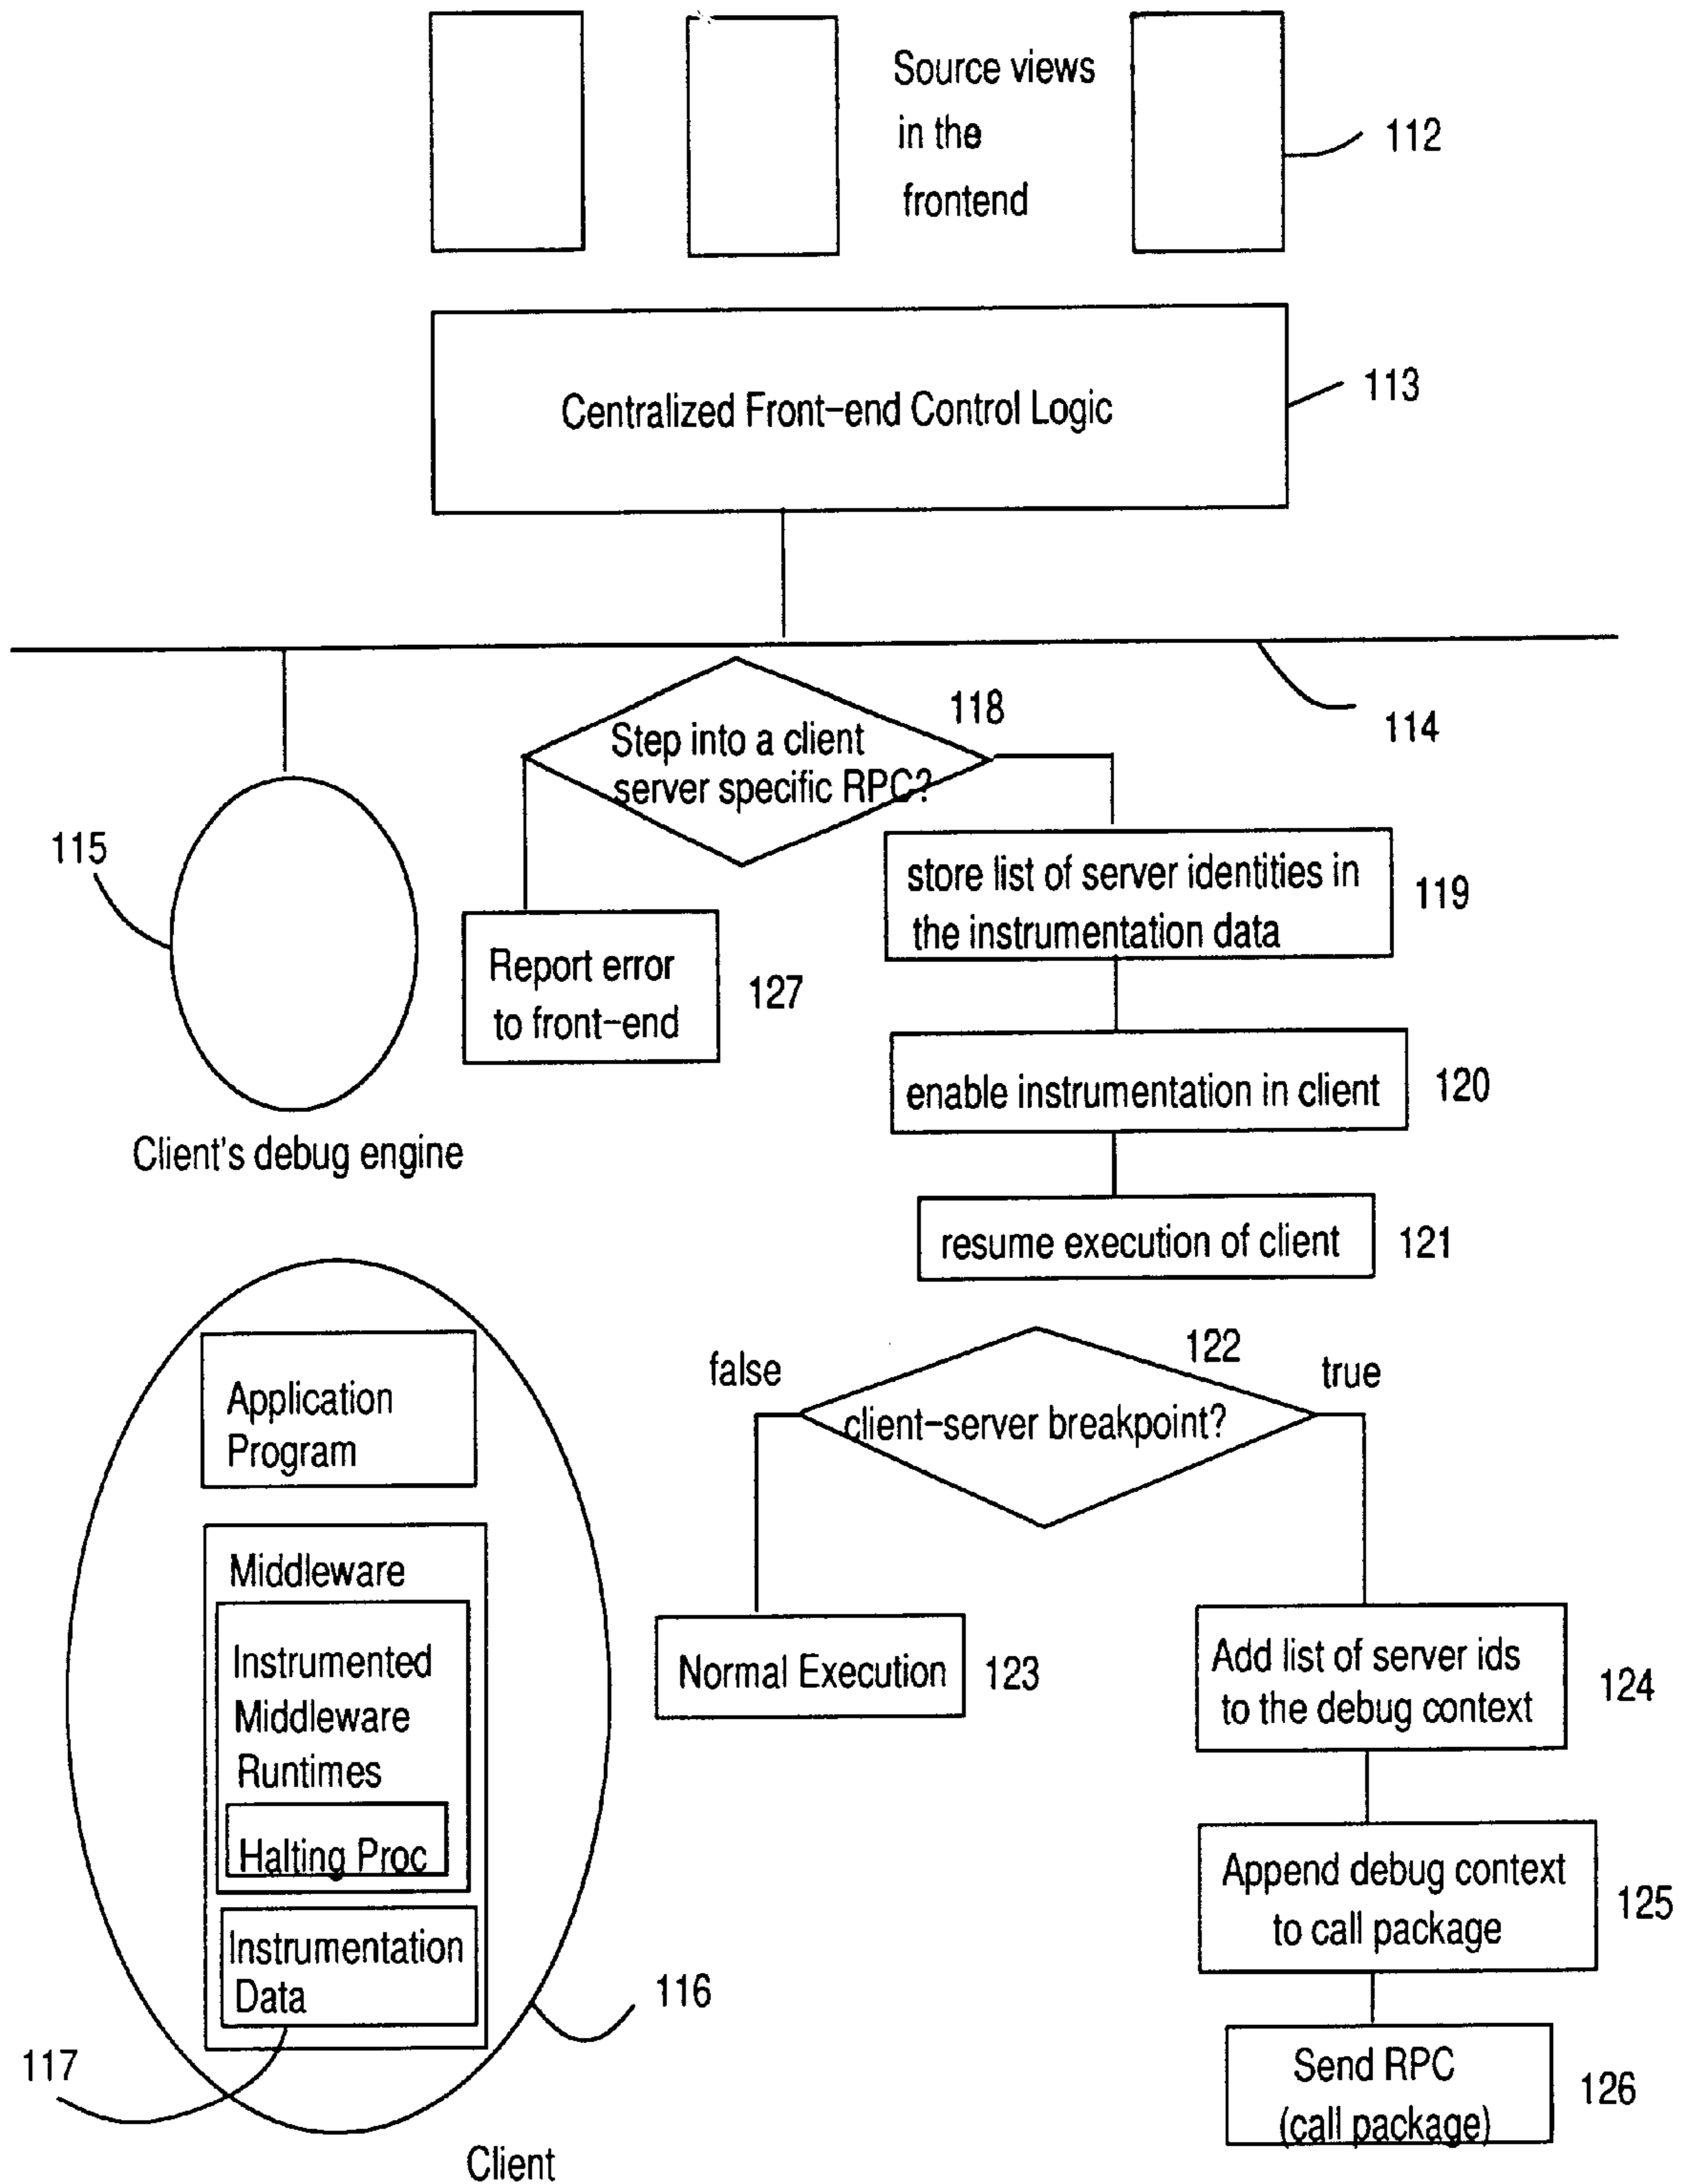 Source views
in the
frontend
112
Centralized Front-end Control Logic
113
114
118
Step into a client
server specific RPC?
115
store list of server identities in
the instrumentation data
119
Report error
to front-end
127
enable instrumentation in client
120
Client's debug engine
resume execution of client
121
122
false
true
client-server breakpoint?
Application
Program
Middleware
Instrumented
Middleware
Runtimes
Halting Proc
Instrumentation
Data
116
117
Client
Normal Execution
123
Add list of server ids
to the debug context
124
Append debug context
to call package
125
Send RPC
(call package)
126